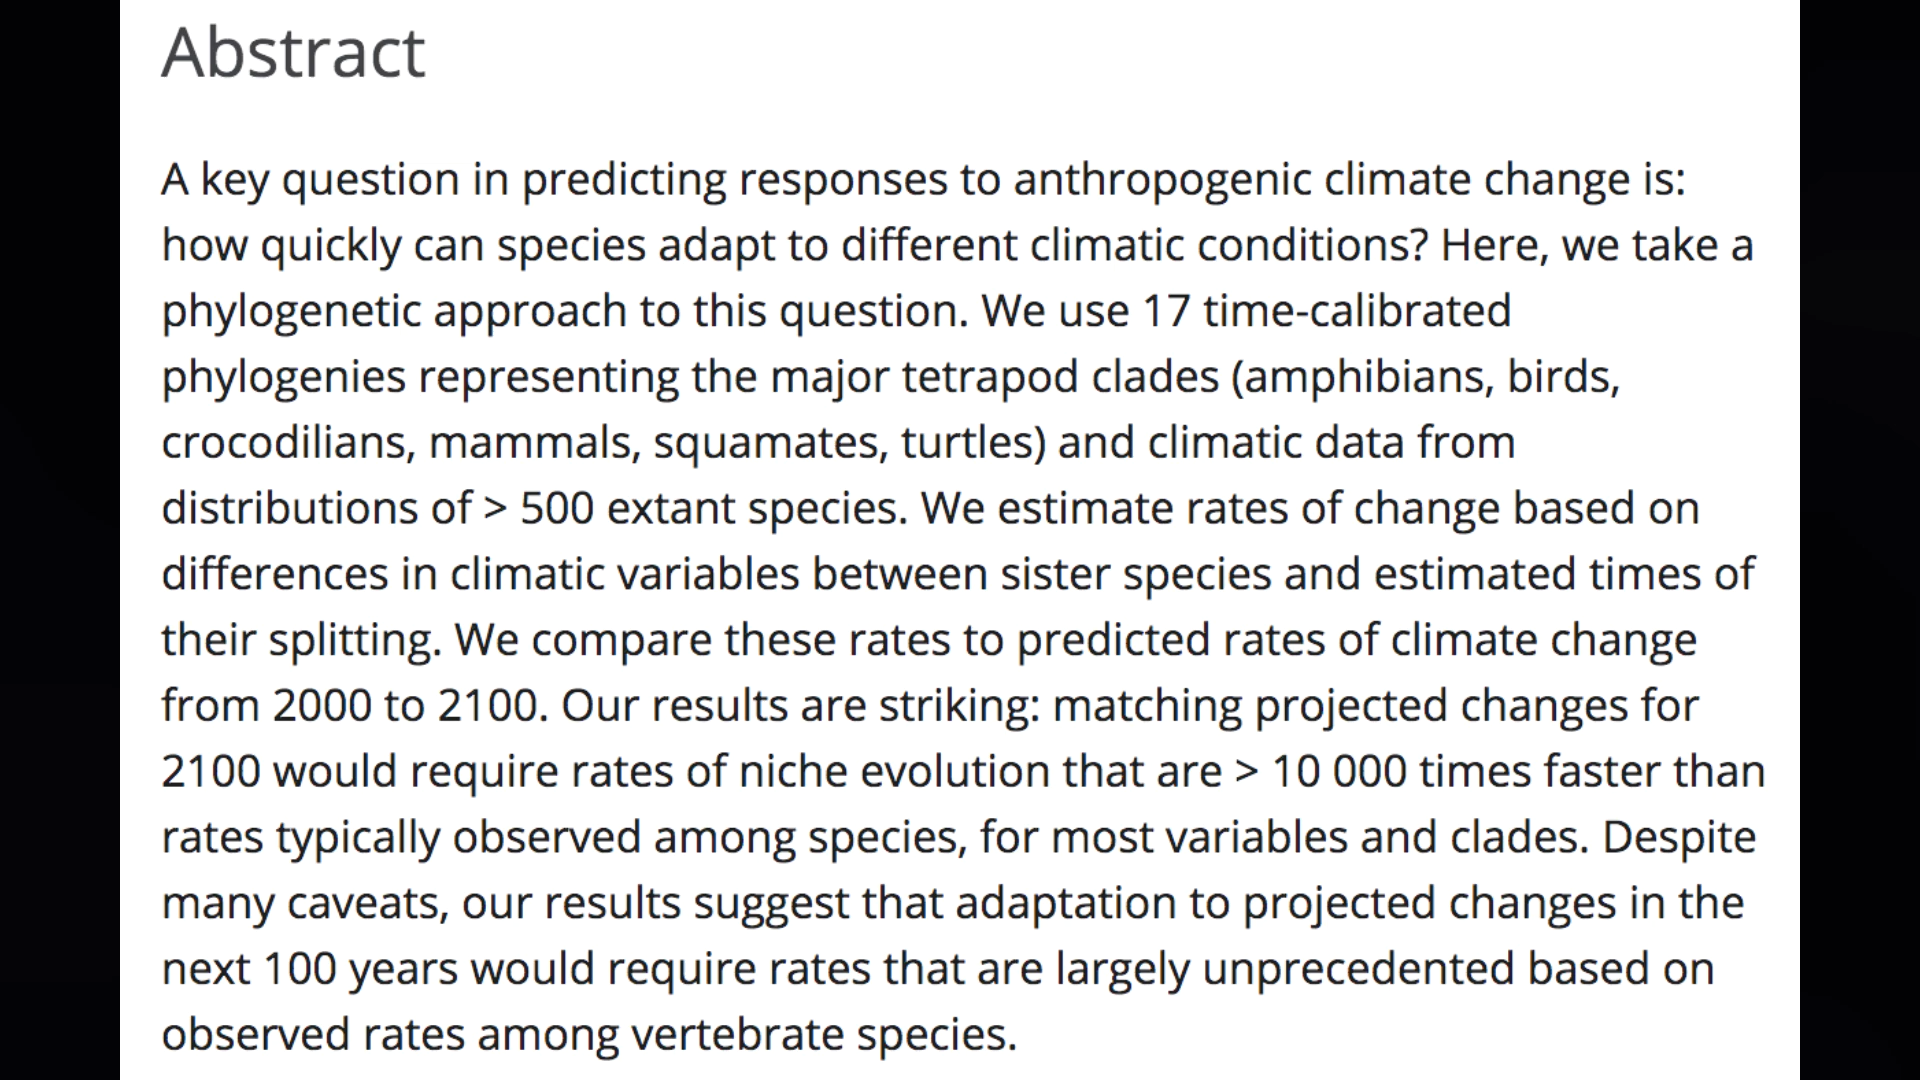 Abstract
A key question in predicting responses to anthropogenic climate change is:
how quickly can species adapt to different climatic conditions? Here, we take a
phylogenetic approach to this question. We use 17 time-calibrated
phylogenies representing the major tetrapod clades (amphibians, birds,
crocodilians, mammals, squamates, turtles) and climatic data from
distributions of > 500 extant species. We estimate rates of change based on
differences in climatic variables between sister species and estimated times of
their splitting. We compare these rates to predicted rates of climate change
from 2000 to 2100. Our results are striking: matching projected changes for
2100 would require rates of niche evolution that are > 10 000 times faster than
rates typically observed among species, for most variables and clades. Despite
many caveats, our results suggest that adaptation to projected changes in the
next 100 years would require rates that are largely unprecedented based on
observed rates among vertebrate species.